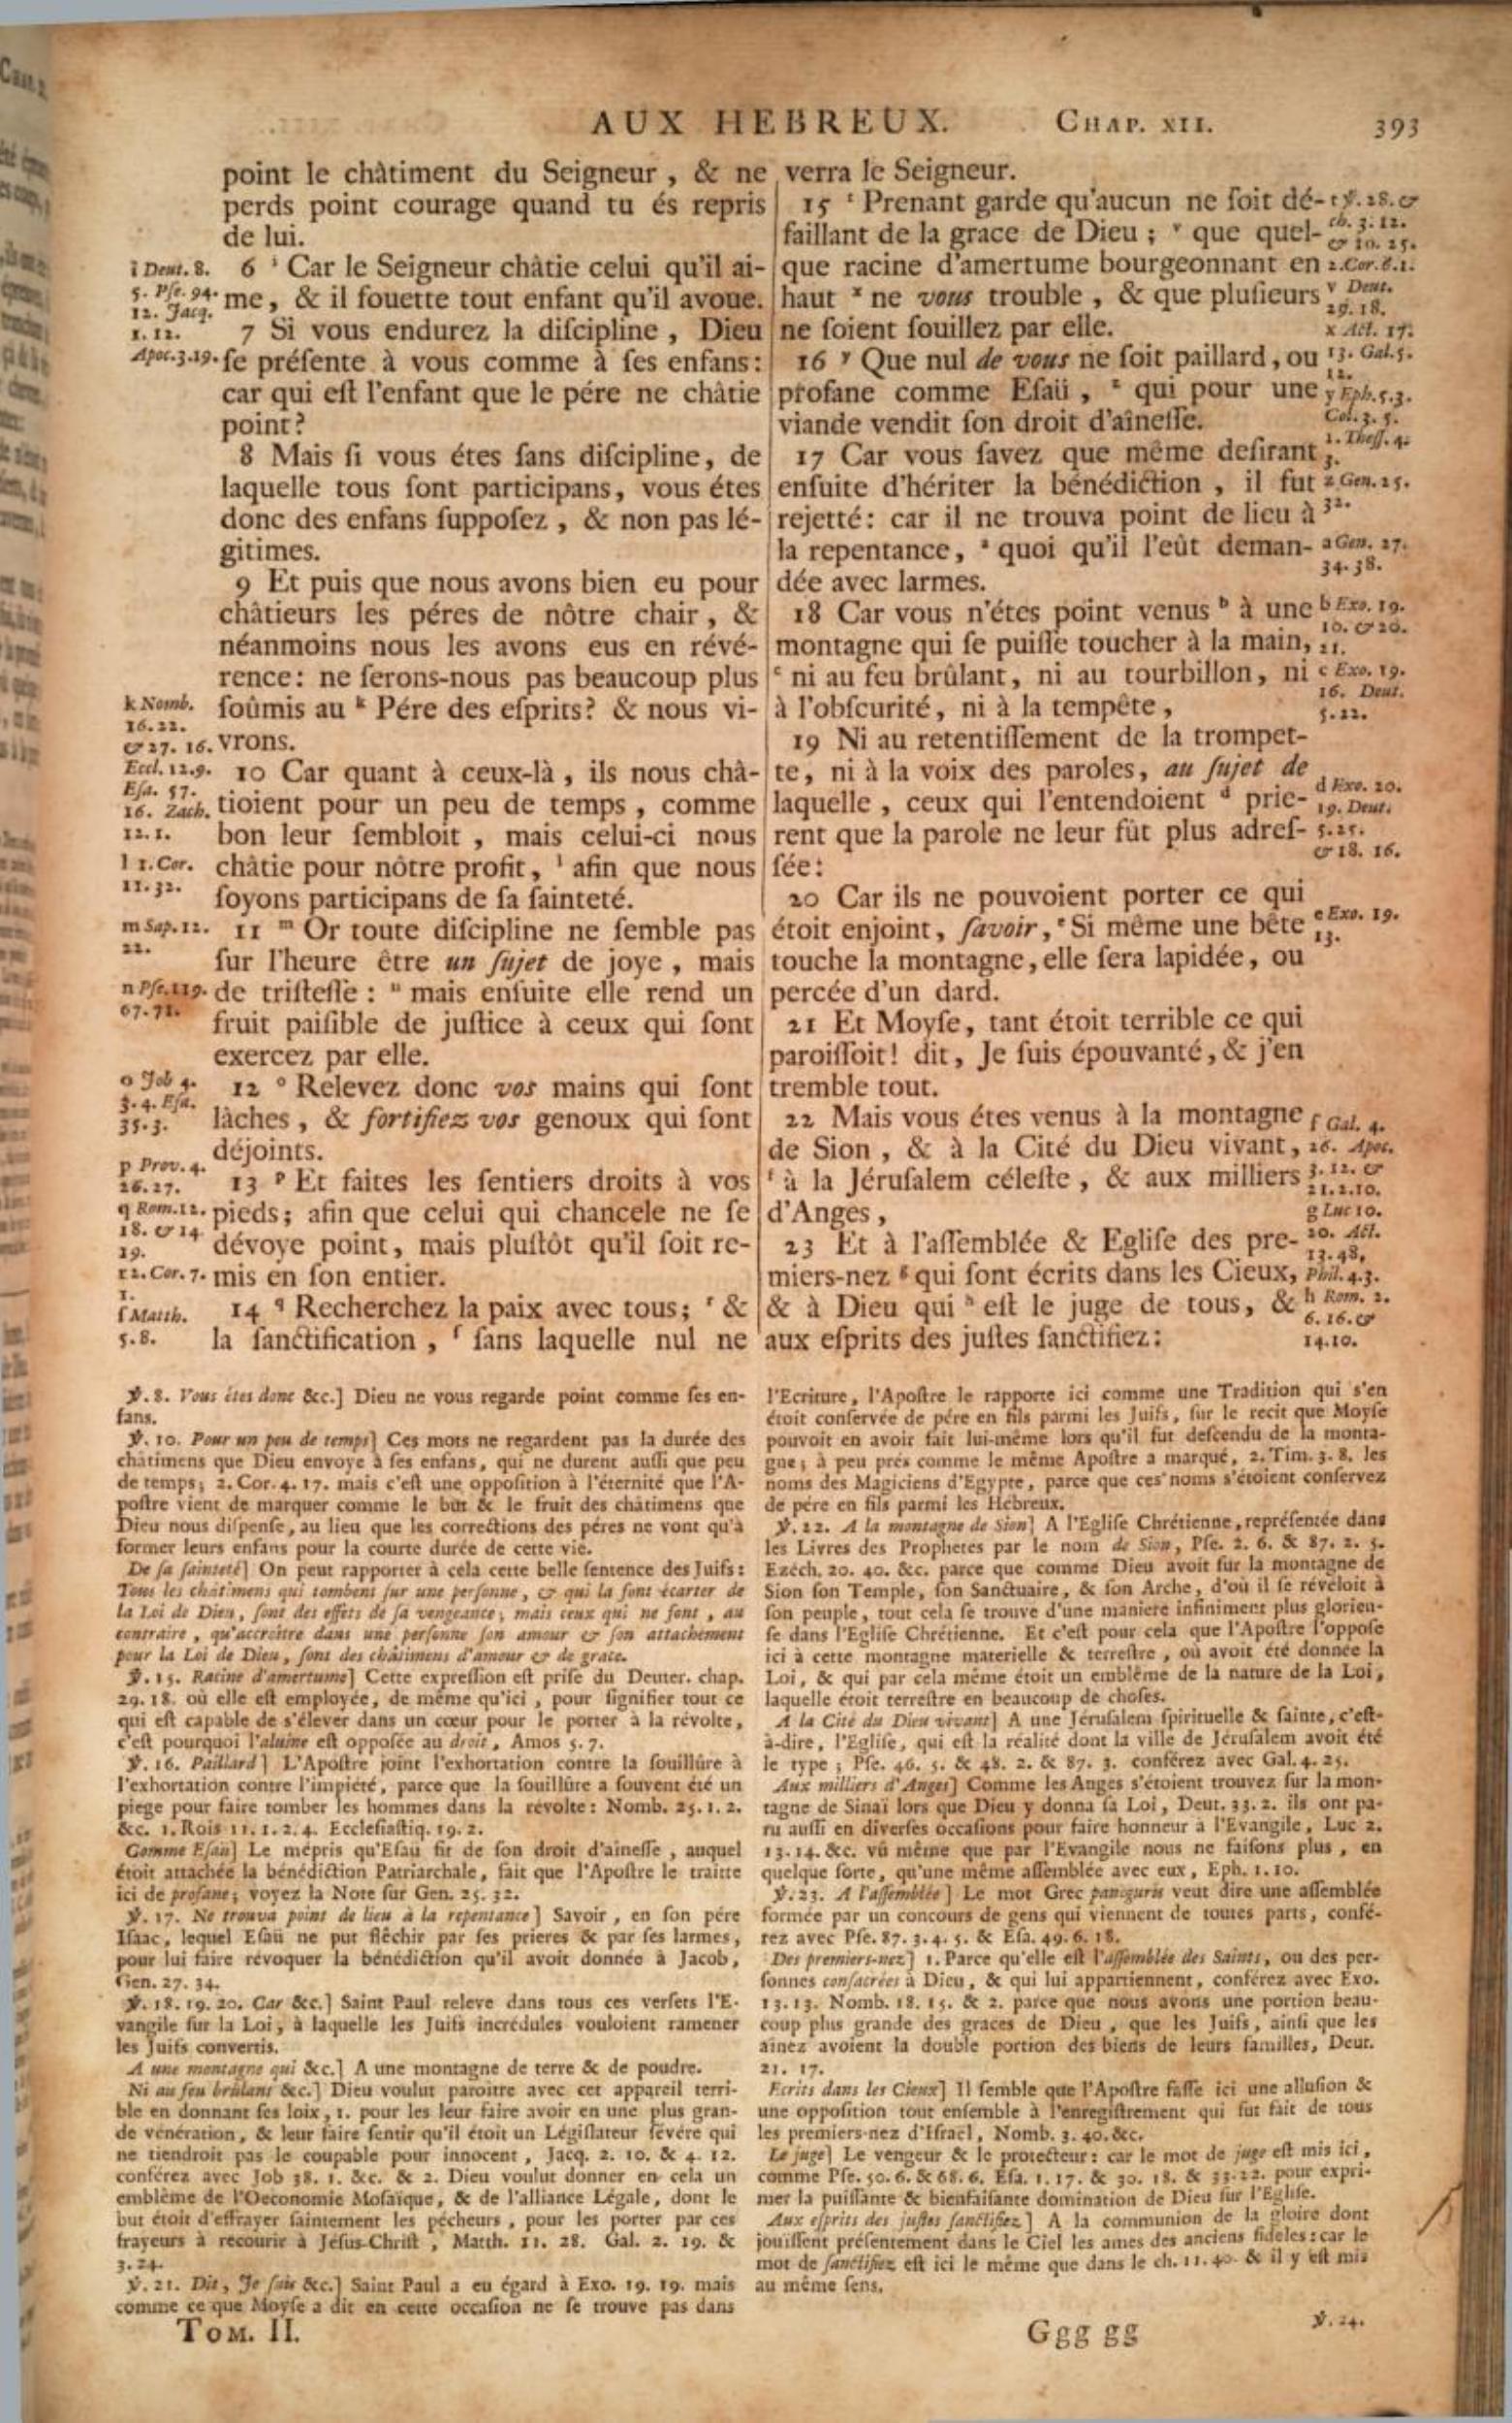 AUX HEBREUX. CHAP. XII. 393
point le châtiment du Seigneur, & ne
perds point courage quand tu és repris
de lui.
6 ⁱ Car le Seigneur châtie celui qu'il ai-
me, & il fouette tout enfant qu'il avoue.
7 Si vous endurez la diſcipline, Dieu
ſe préſente à vous comme à ſes enfans:
car qui eſt l'enfant que le pére ne châtie
point?
8 Mais ſi vous étes ſans diſcipline, de
laquelle tous ſont participans, vous étes
donc des enfans ſuppoſez, & non pas lé-
gitimes.
9 Et puis que nous avons bien eu pour
châtieurs les péres de nôtre chair, &
néanmoins nous les avons eus en révé-
rence: ne ſerons-nous pas beaucoup plus
ſoûmis au ᵏ Pére des eſprits? & nous vi-
vrons.
10 Car quant à ceux-là, ils nous châ-
tioient pour un peu de temps, comme
bon leur ſembloit, mais celui-ci nous
châtie pour nôtre profit, ˡ afin que nous
ſoyons participans de ſa ſainteté.
11 ᵐ Or toute diſcipline ne ſemble pas
ſur l'heure être un ſujet de joye, mais
de triſteſſe: ⁿ mais enſuite elle rend un
fruit paiſible de juſtice à ceux qui ſont
exercez par elle.
12 ᵒ Relevez donc vos mains qui ſont
lâches, & fortifiez vos genoux qui ſont
déjoints.
13 ᵖ Et faites les ſentiers droits à vos
pieds; afin que celui qui chancele ne ſe
dévoye point, mais pluſtôt qu'il ſoit re-
mis en ſon entier.
14 q Recherchez la paix avec tous; ʳ &
la ſanctification, ſ ſans laquelle nul ne
i Deut. 8.
5. Pſe. 94.
12. Jacq.
1. 12.
Apoc. 3. 19.
k Nomb.
16. 22.
& 27. 16.
Eccl. 12. 9.
Eſa. 57.
16. Zach.
12. 1.
l 1. Cor.
11. 32.
m Sap. 12.
22.
n Pſe. 119.
67. 71.
o Job 4.
3. 4. Eſa.
35. 3.
p Prov. 4.
26. 27.
q Rom. 12.
18. & 14
19.
r 2. Cor. 7.
1.
ſ Matth.
5. 8.
verra le Seigneur.
15 ᵗ Prenant garde qu'aucun ne ſoit dé-
faillant de la grace de Dieu; ᵛ que quel-
que racine d'amertume bourgeonnant en
haut ˣ ne vous trouble, & que pluſieurs
ne ſoient ſouillez par elle.
16 ʸ Que nul de vous ne ſoit paillard, ou
profane comme Eſaü, ᶻ qui pour une
viande vendit ſon droit d'aîneſſe.
17 Car vous ſavez que même deſirant
enſuite d'hériter la bénédiction, il fut
rejetté: car il ne trouva point de lieu à
la repentance, ᵃ quoi qu'il l'eût deman-
dée avec larmes.
18 Car vous n'étes point venus ᵇ à une
montagne qui ſe puiſſe toucher à la main,
ᶜ ni au feu brûlant, ni au tourbillon, ni
à l'obſcurité, ni à la tempête,
19 Ni au retentiſſement de la trompet-
te, ni à la voix des paroles, au ſujet de
laquelle, ceux qui l'entendoient ᵈ prie-
rent que la parole ne leur fût plus adreſ-
ſée:
20 Car ils ne pouvoient porter ce qui
étoit enjoint, ſavoir, ᵉ Si même une bête
touche la montagne, elle ſera lapidée, ou
percée d'un dard.
21 Et Moyſe, tant étoit terrible ce qui
paroiſſoit! dit, Je ſuis épouvanté, & j'en
tremble tout.
22 Mais vous étes venus à la montagne
de Sion, & à la Cité du Dieu vivant,
ᶠ à la Jéruſalem céleſte, & aux milliers
d'Anges,
23 Et à l'aſſemblée & Egliſe des pre-
miers-nez ᵍ qui ſont écrits dans les Cieux,
& à Dieu qui ʰ eſt le juge de tous, &
aux eſprits des juſtes ſanctifiez:
t ℣. 28. &
ch. 3. 12.
& 10. 25.
2. Cor. 6. 1.
v Deut.
29. 18.
x Act. 17.
13. Gal. 5.
12.
y Eph. 5. 3.
Col. 3. 5.
1. Theſſ. 4.
3.
z Gen. 25.
32.
a Gen. 27.
34. 38.
b Exo. 19.
10. & 20.
21.
c Exo. 19.
16. Deut.
5. 22.
d Exo. 20.
19. Deut.
5. 25.
& 18. 16.
e Exo. 19.
13.
f Gal. 4.
26. Apoc.
3. 12. &
21. 2. 10.
g Luc 10.
20. Act.
13. 48.
Phil. 4. 3.
h Rom. 2.
6. 16. &
14. 10.
℣. 8. Vous étes donc &c.] Dieu ne vous regarde point comme ſes en-
fans.
℣. 10. Pour un peu de temps] Ces mots ne regardent pas la durée des
châtimens que Dieu envoye à ſes enfans, qui ne durent auſſi que peu
de temps; 2. Cor. 4. 17. mais c'eſt une oppoſition à l'éternité que l'A-
poſtre vient de marquer comme le but & le fruit des châtimens que
Dieu nous diſpenſe, au lieu que les corrections des péres ne vont qu'à
former leurs enfans pour la courte durée de cette vie.
De ſa ſainteté] On peut rapporter à cela cette belle ſentence des Juifs:
Tous les châtimens qui tombent ſur une perſonne, & qui la font écarter de
la Loi de Dieu, ſont des effets de ſa vengeance; mais ceux qui ne font, au
contraire, qu'accroître dans une perſonne ſon amour & ſon attachement
pour la Loi de Dieu, ſont des châtimens d'amour & de grace.
℣. 15. Racine d'amertume] Cette expreſſion eſt priſe du Deuter. chap.
29. 18. où elle eſt employée, de même qu'ici, pour ſignifier tout ce
qui eſt capable de s'élever dans un cœur pour le porter à la révolte,
c'eſt pourquoi l'aluine eſt oppoſée au droit, Amos 5. 7.
℣. 16. Paillard] L'Apoſtre joint l'exhortation contre la ſouillûre à
l'exhortation contre l'impiété, parce que la ſouillûre a ſouvent été un
piege pour faire tomber les hommes dans la révolte: Nomb. 25. 1. 2.
&c. 1. Rois 11. 1. 2. 4. Eccleſiaſtiq. 19. 2.
Comme Eſaü] Le mépris qu'Eſaü fit de ſon droit d'aîneſſe, auquel
étoit attachée la bénédiction Patriarchale, fait que l'Apoſtre le traitte
ici de profane; voyez la Note ſur Gen. 25. 32.
℣. 17. Ne trouva point de lieu à la repentance] Savoir, en ſon pére
Iſaac, lequel Eſaü ne put fléchir par ſes prieres & par ſes larmes,
pour lui faire révoquer la bénédiction qu'il avoit donnée à Jacob,
Gen. 27. 34.
℣. 18. 19. 20. Car &c.] Saint Paul releve dans tous ces verſets l'E-
vangile ſur la Loi, à laquelle les Juifs incrédules vouloient ramener
les Juifs convertis.
A une montagne qui &c.] A une montagne de terre & de poudre.
Ni au feu brûlant &c.] Dieu voulut paroître avec cet appareil terri-
ble en donnant ſes loix, 1. pour les leur faire avoir en une plus gran-
de vénération, & leur faire ſentir qu'il étoit un Légiſlateur ſévére qui
ne tiendroit pas le coupable pour innocent, Jacq. 2. 10. & 4. 12.
conférez avec Job 38. 1. &c. & 2. Dieu voulut donner en cela un
emblême de l'Oeconomie Moſaïque, & de l'alliance Légale, dont le
but étoit d'effrayer ſaintement les pécheurs, pour les porter par ces
frayeurs à recourir à Jéſus-Chriſt, Matth. 11. 28. Gal. 2. 19. &
3. 24.
℣. 21. Dit, Je ſuis &c.] Saint Paul a eu égard à Exo. 19. 19. mais
comme ce que Moyſe a dit en cette occaſion ne ſe trouve pas dans
l'Ecriture, l'Apoſtre le rapporte ici comme une Tradition qui s'en
étoit conſervée de pére en fils parmi les Juifs, ſur le recit que Moyſe
pouvoit en avoir fait lui-même lors qu'il fut deſcendu de la monta-
gne; à peu prés comme le même Apoſtre a marqué, 2. Tim. 3. 8. les
noms des Magiciens d'Egypte, parce que ces noms s'étoient conſervez
de pére en fils parmi les Hébreux.
℣. 22. A la montagne de Sion] A l'Egliſe Chrétienne, repréſentée dans
les Livres des Prophetes par le nom de Sion, Pſe. 2. 6. & 87. 2. 5.
Ezéch. 20. 40. &c. parce que comme Dieu avoit ſur la montagne de
Sion ſon Temple, ſon Sanctuaire, & ſon Arche, d'où il ſe révéloit à
ſon peuple, tout cela ſe trouve d'une maniere infiniment plus glorieu-
ſe dans l'Egliſe Chrétienne. Et c'eſt pour cela que l'Apoſtre l'oppoſe
ici à cette montagne materielle & terreſtre, où avoit été donnée la
Loi, & qui par cela même étoit un emblême de la nature de la Loi,
laquelle étoit terreſtre en beaucoup de choſes.
A la Cité du Dieu vivant] A une Jéruſalem ſpirituelle & ſainte, c'eſt-
à-dire, l'Egliſe, qui eſt la réalité dont la ville de Jéruſalem avoit été
le type; Pſe. 46. 5. & 48. 2. & 87. 3. conférez avec Gal. 4. 25.
Aux milliers d'Anges] Comme les Anges s'étoient trouvez ſur la mon-
tagne de Sinaï lors que Dieu y donna ſa Loi, Deut. 33. 2. ils ont pa-
ru auſſi en diverſes occaſions pour faire honneur à l'Evangile, Luc 2.
13. 14. &c. vû même que par l'Evangile nous ne faiſons plus, en
quelque ſorte, qu'une même aſſemblée avec eux, Eph. 1. 10.
℣. 23. A l'aſſemblée] Le mot Grec paneguris veut dire une aſſemblée
formée par un concours de gens qui viennent de toutes parts, confé-
rez avec Pſe. 87. 3. 4. 5. & Eſa. 49. 6. 18.
Des premiers-nez] 1. Parce qu'elle eſt l'aſſemblée des Saints, ou des per-
ſonnes conſacrées à Dieu, & qui lui appartiennent, conférez avec Exo.
13. 13. Nomb. 18. 15. & 2. parce que nous avons une portion beau-
coup plus grande des graces de Dieu, que les Juifs, ainſi que les
aînez avoient la double portion des biens de leurs familles, Deut.
21. 17.
Ecrits dans les Cieux] Il ſemble que l'Apoſtre faſſe ici une alluſion &
une oppoſition tout enſemble à l'enregiſtrement qui fut fait de tous
les premiers-nez d'Iſraël, Nomb. 3. 40. &c.
Le juge] Le vengeur & le protecteur: car le mot de juge eſt mis ici,
comme Pſe. 50. 6. & 68. 6. Eſa. 1. 17. & 30. 18. & 33. 22. pour expri-
mer la puiſſante & bienfaiſante domination de Dieu ſur l'Egliſe.
Aux eſprits des juſtes ſanctifiez] A la communion de la gloire dont
jouïſſent préſentement dans le Ciel les ames des anciens fideles: car le
mot de ſanctifiez eſt ici le même que dans le ch. 11. 40. & il y eſt mis
au même ſens.
TOM. II. Ggg gg ℣. 24.